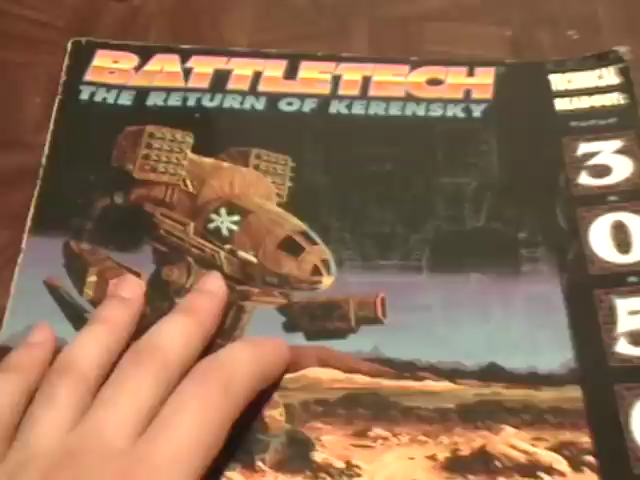 BATTLETECH
THE RETURN OF KERENSKY
TECHNICAL
READOUT:
3
0
5